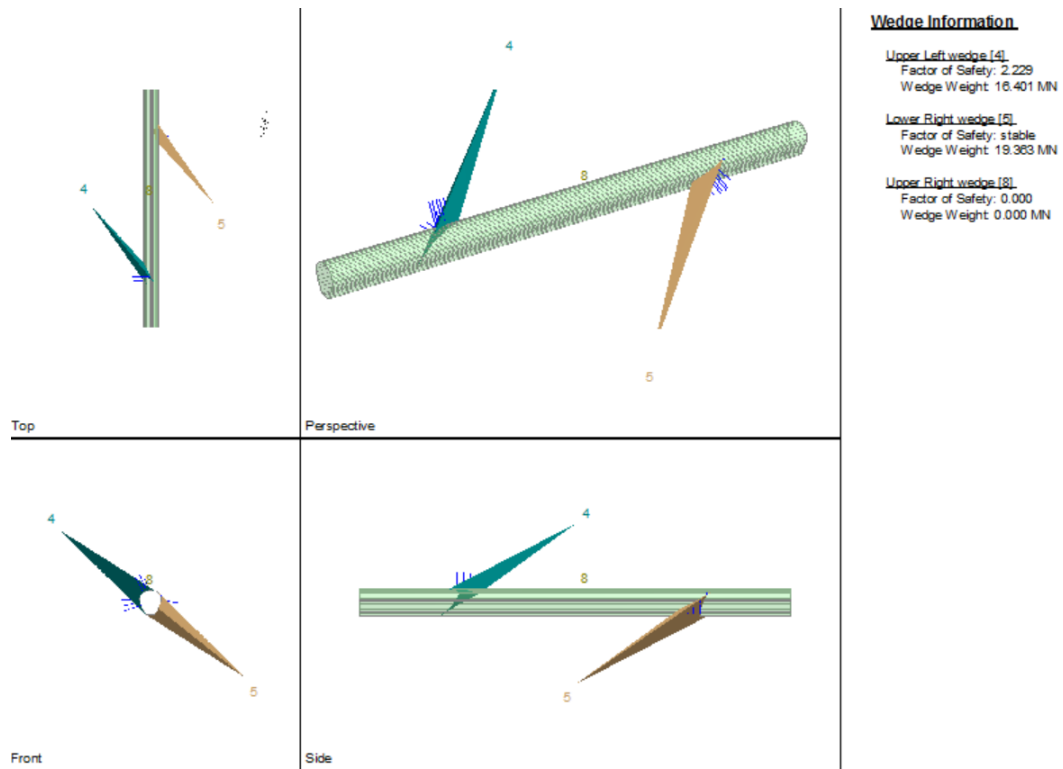 4
8
5
Top
4
8
5
Perspective
4
8
5
Front
4
8
5
Side
Wedge Information
Upper Left wedge [4]
Factor of Safety: 2.229
Wedge Weight: 16.401 MN
Lower Right wedge [5]
Factor of Safety: stable
Wedge Weight: 19.363 MN
Upper Right wedge [8]
Factor of Safety: 0.000
Wedge Weight: 0.000 MN